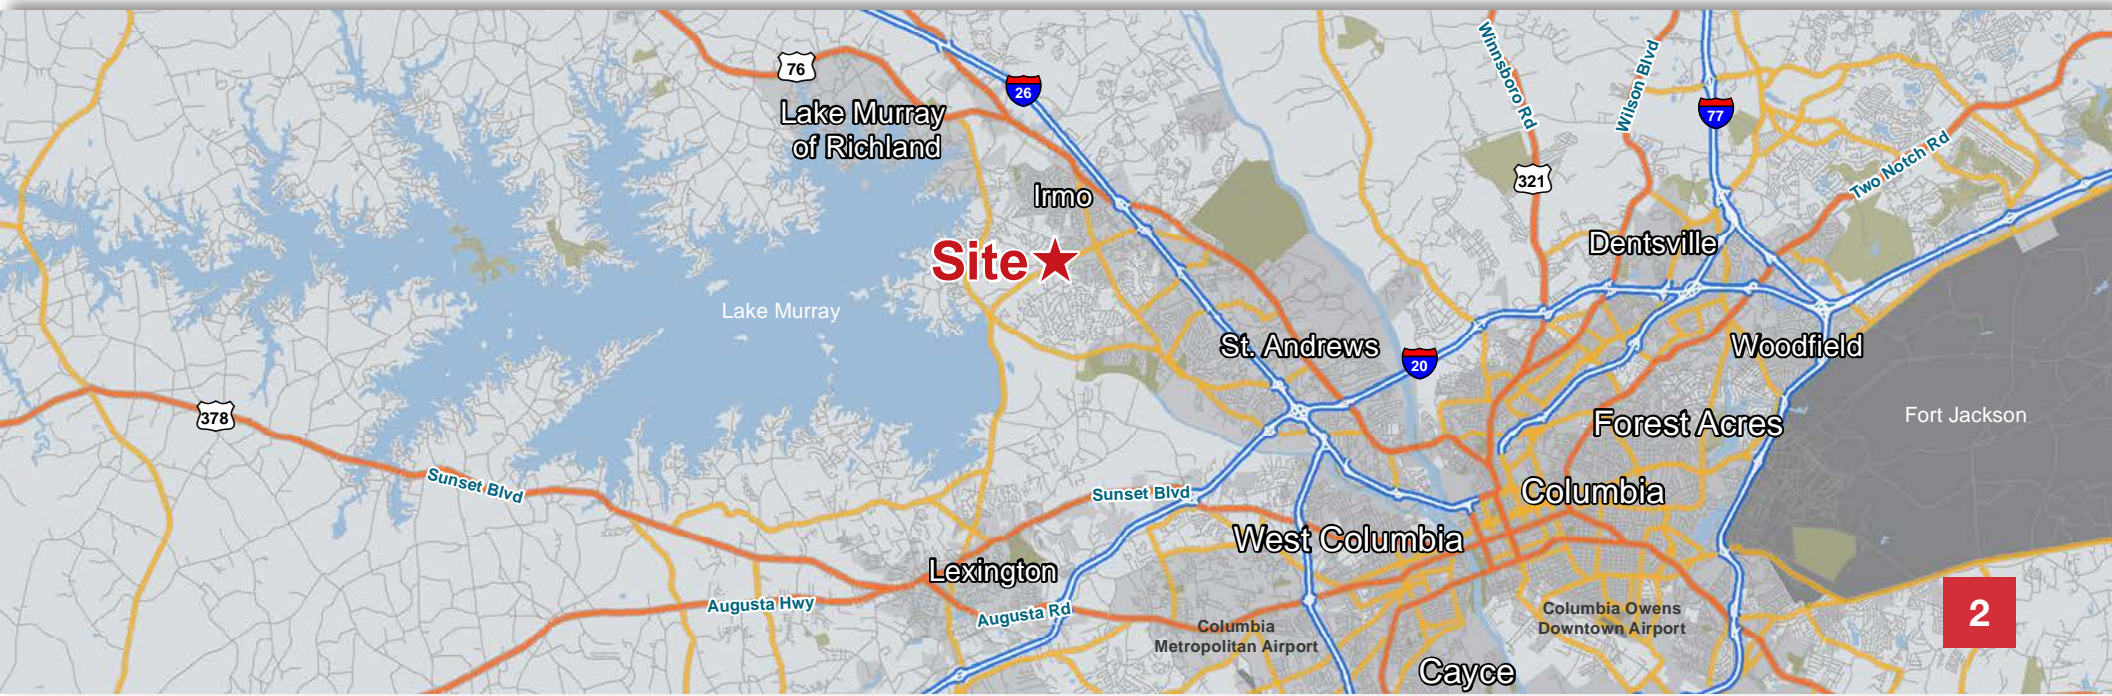 76
26
Winnsboro Rd
Wilson Blvd
77
Lake Murray
of Richland
Two Notch Rd
321
Irmo
Dentsville
Site
Lake Murray
St. Andrews
Woodfield
20
378
Forest Acres
Fort Jackson
Sunset Blvd
Sunset Blvd
Columbia
West Columbia
Lexington
Augusta Hwy
Augusta Rd
Columbia
Metropolitan Airport
Columbia Owens
Downtown Airport
2
Cayce